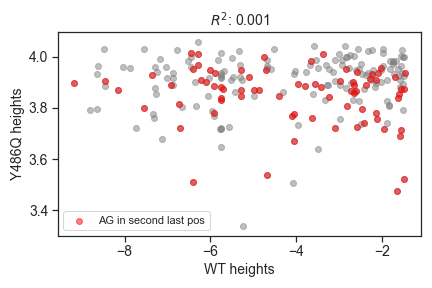 R²: 0.001
Y486Q heights
4.0
3.8
3.6
3.4
AG in second last pos
−8
−6
−4
−2
WT heights